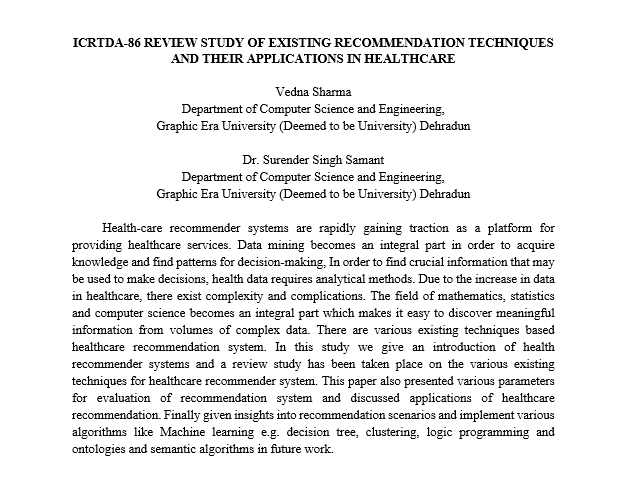 ICRTDA-86 REVIEW STUDY OF EXISTING RECOMMENDATION TECHNIQUES
AND THEIR APPLICATIONS IN HEALTHCARE
Vedna Sharma
Department of Computer Science and Engineering,
Graphic Era University (Deemed to be University) Dehradun
Dr. Surender Singh Samant
Department of Computer Science and Engineering,
Graphic Era University (Deemed to be University) Dehradun
Health-care recommender systems are rapidly gaining traction as a platform for
providing healthcare services. Data mining becomes an integral part in order to acquire
knowledge and find patterns for decision-making, In order to find crucial information that may
be used to make decisions, health data requires analytical methods. Due to the increase in data
in healthcare, there exist complexity and complications. The field of mathematics, statistics
and computer science becomes an integral part which makes it easy to discover meaningful
information from volumes of complex data. There are various existing techniques based
healthcare recommendation system. In this study we give an introduction of health
recommender systems and a review study has been taken place on the various existing
techniques for healthcare recommender system. This paper also presented various parameters
for evaluation of recommendation system and discussed applications of healthcare
recommendation. Finally given insights into recommendation scenarios and implement various
algorithms like Machine learning e.g. decision tree, clustering, logic programming and
ontologies and semantic algorithms in future work.